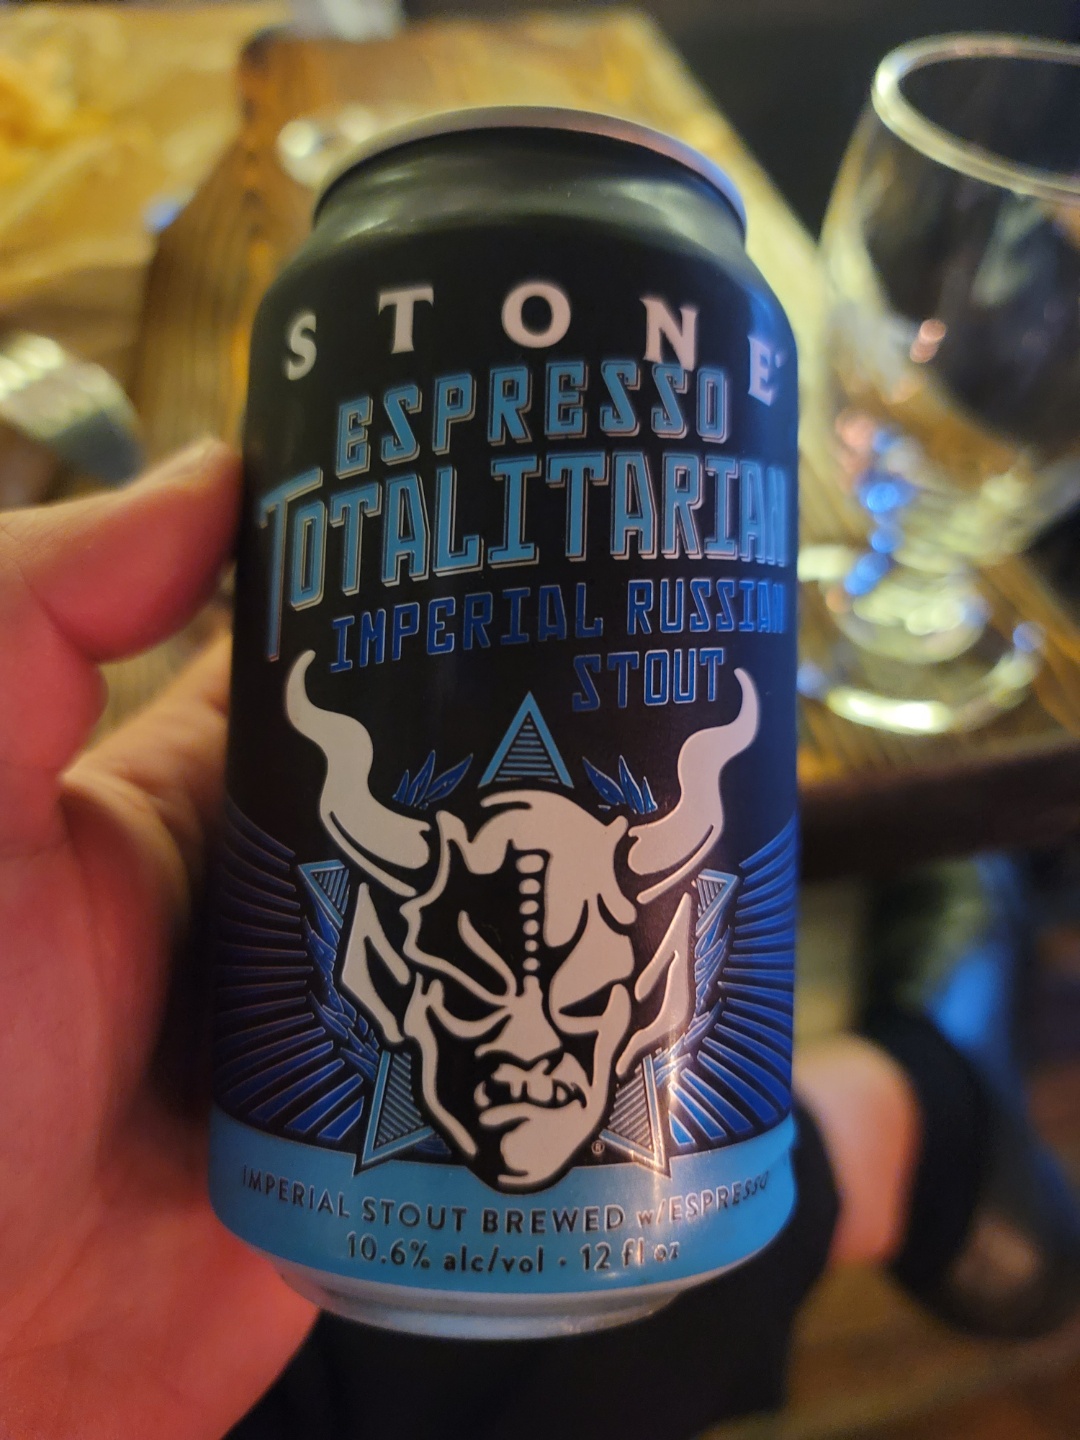 STONE
ESPRESSO
TOTALITARIAN
IMPERIAL RUSSIAN
STOUT
®
IMPERIAL STOUT BREWED w/ESPRESSO
10.6% alc/vol · 12 fl oz